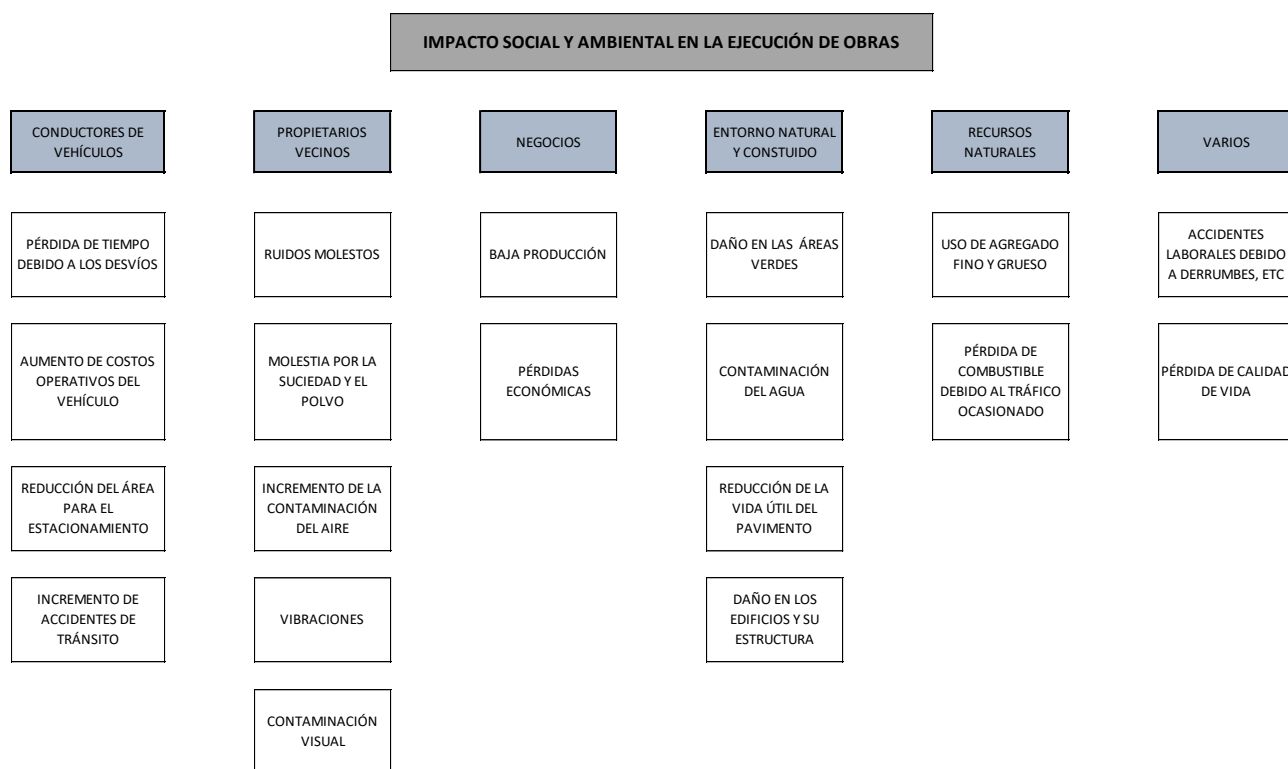 IMPACTO SOCIAL Y AMBIENTAL EN LA EJECUCIÓN DE OBRAS
CONDUCTORES DE
VEHÍCULOS
PROPIETARIOS
VECINOS
NEGOCIOS
ENTORNO NATURAL
Y CONSTUIDO
RECURSOS
NATURALES
VARIOS
PÉRDIDA DE TIEMPO
DEBIDO A LOS DESVÍOS
RUIDOS MOLESTOS
BAJA PRODUCCIÓN
DAÑO EN LAS ÁREAS
VERDES
USO DE AGREGADO
FINO Y GRUESO
ACCIDENTES
LABORALES DEBIDO
A DERRUMBES, ETC
AUMENTO DE COSTOS
OPERATIVOS DEL
VEHÍCULO
MOLESTIA POR LA
SUCIEDAD Y EL
POLVO
PÉRDIDAS
ECONÓMICAS
CONTAMINACIÓN
DEL AGUA
PÉRDIDA DE
COMBUSTIBLE
DEBIDO AL TRÁFICO
OCASIONADO
PÉRDIDA DE CALIDAD
DE VIDA
REDUCCIÓN DEL ÁREA
PARA EL
ESTACIONAMIENTO
INCREMENTO DE LA
CONTAMINACIÓN
DEL AIRE
REDUCCIÓN DE LA
VIDA ÚTIL DEL
PAVIMENTO
INCREMENTO DE
ACCIDENTES DE
TRÁNSITO
VIBRACIONES
DAÑO EN LOS
EDIFICIOS Y SU
ESTRUCTURA
CONTAMINACIÓN
VISUAL